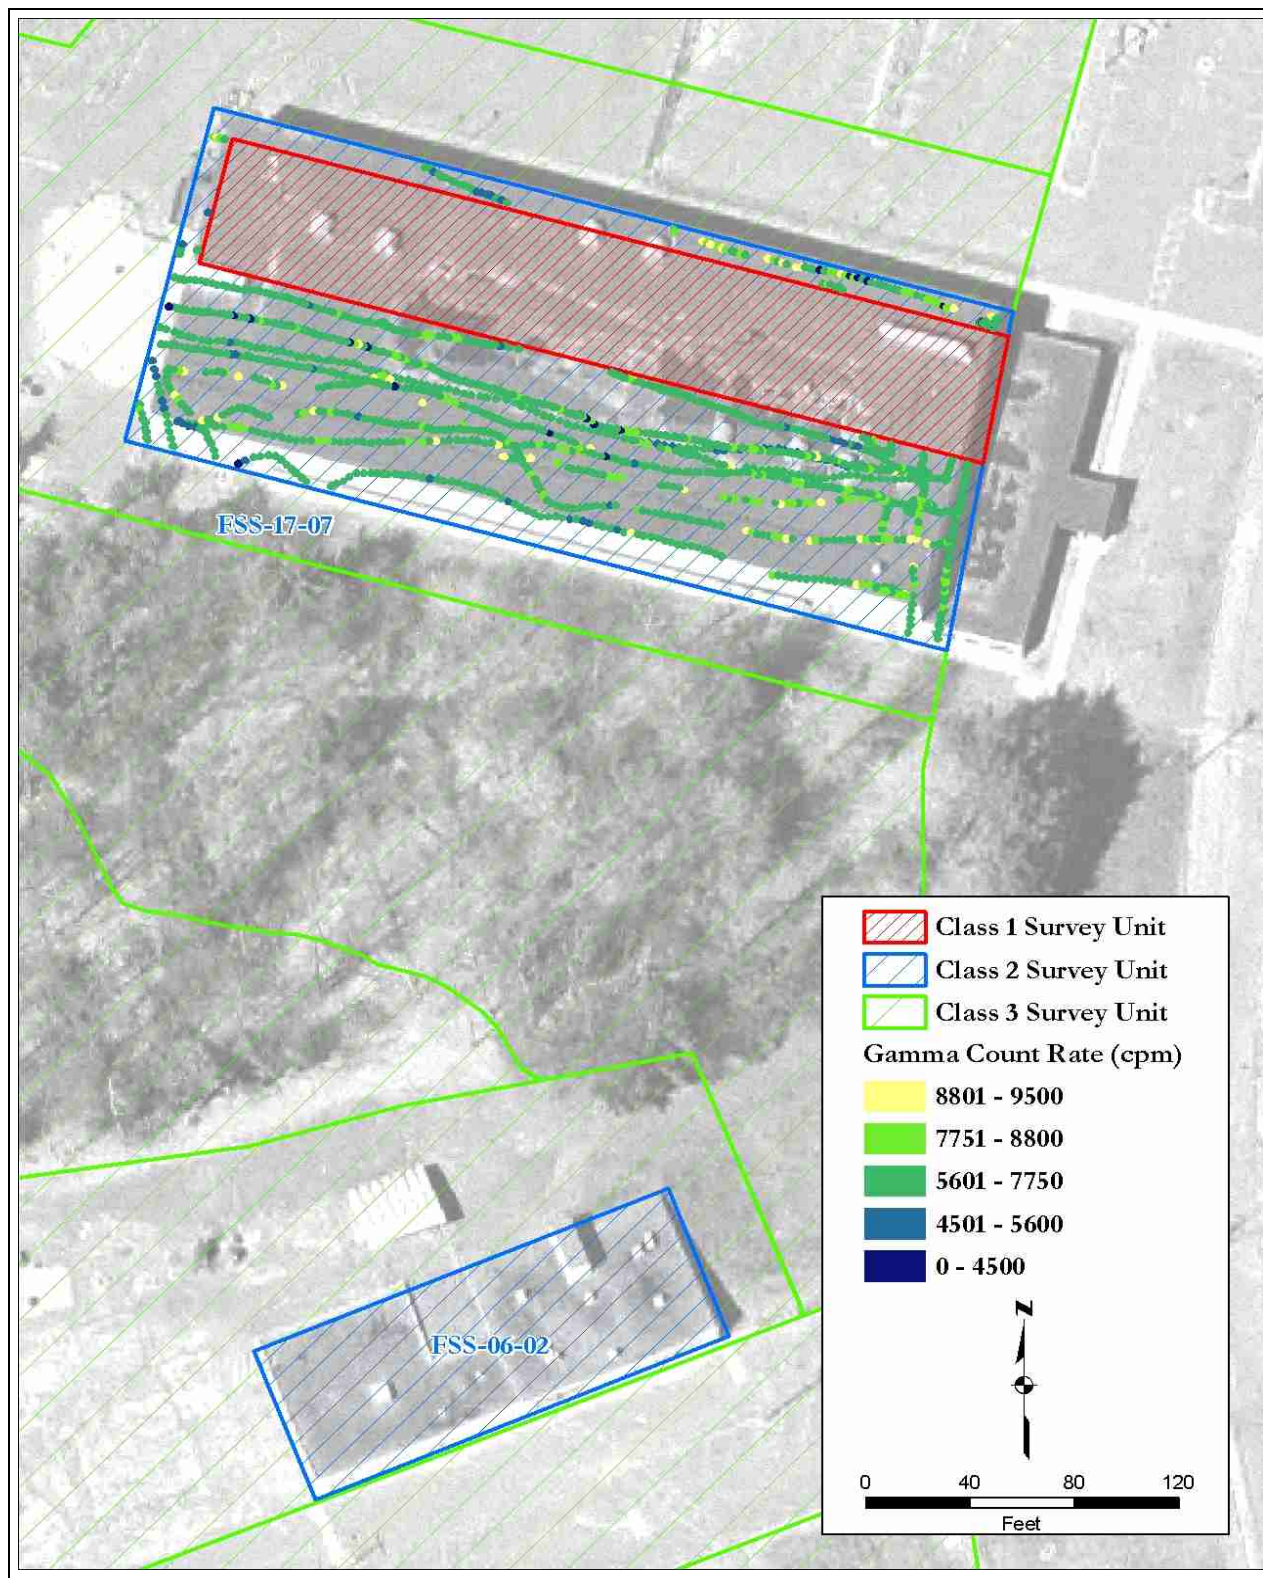 FSS-17-07
Class 1 Survey Unit
Class 2 Survey Unit
Class 3 Survey Unit
Gamma Count Rate (cpm)
8801 - 9500
7751 - 8800
5601 - 7750
4501 - 5600
0 - 4500
FSS-06-02
N
0 40 80 120
Feet